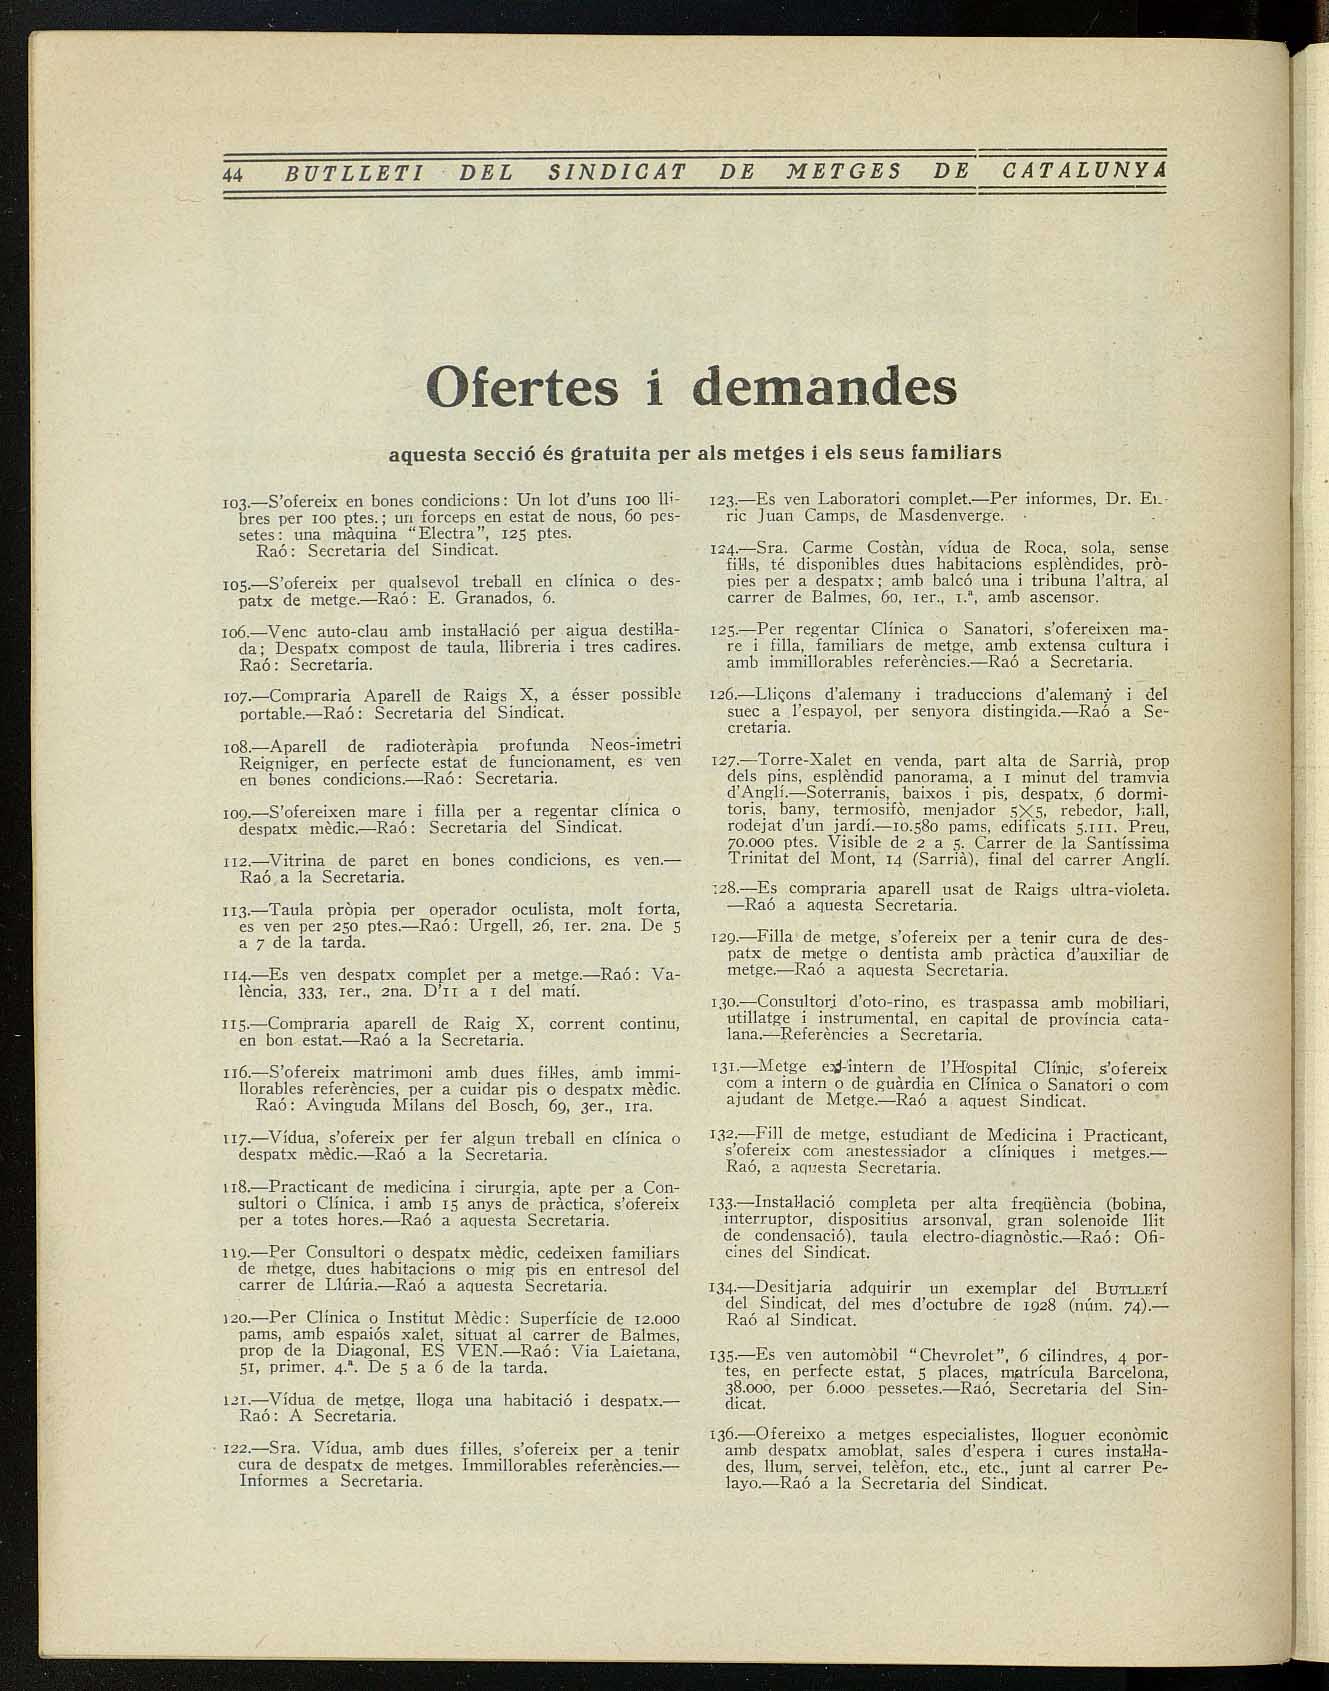 44 BUTLLETI DEL SINDICAT DE METGES DE CATALUNYA
Ofertes i demandes
aquesta secció és gratuita per als metges i els seus familiars
103.—S'ofereix en bones condicions: Un lot d'uns 100 lli-
bres per 100 ptes.; un forceps en estat de nous, 60 pes-
setes: una màquina "Electra", 125 ptes.
Raó: Secretaria del Sindicat.
105.—S'ofereix per qualsevol treball en clínica o des-
patx de metge.—Raó: E. Granados, 6.
106.—Venc auto-clau amb instaŀlació per aigua destiŀla-
da; Despatx compost de taula, llibreria i tres cadires.
Raó: Secretaria.
107.—Compraria Aparell de Raigs X, a ésser possible
portable.—Raó: Secretaria del Sindicat.
108.—Aparell de radioteràpia profunda Neos-imetri
Reigniger, en perfecte estat de funcionament, es ven
en bones condicions.—Raó: Secretaria.
109.—S'ofereixen mare i filla per a regentar clínica o
despatx mèdic.—Raó: Secretaria del Sindicat.
112.—Vitrina de paret en bones condicions, es ven.—
Raó a la Secretaria.
113.—Taula pròpia per operador oculista, molt forta,
es ven per 250 ptes.—Raó: Urgell, 26, 1er. 2na. De 5
a 7 de la tarda.
114.—Es ven despatx complet per a metge.—Raó: Va-
lència, 333, 1er., 2na. D'11 a 1 del matí.
115.—Compraria aparell de Raig X, corrent continu,
en bon estat.—Raó a la Secretaria.
116.—S'ofereix matrimoni amb dues fiŀles, amb immi-
llorables referències, per a cuidar pis o despatx mèdic.
Raó: Avinguda Milans del Bosch, 69, 3er., 1ra.
117.—Vídua, s'ofereix per fer algun treball en clínica o
despatx mèdic.—Raó a la Secretaria.
118.—Practicant de medicina i cirurgia, apte per a Con-
sultori o Clínica, i amb 15 anys de pràctica, s'ofereix
per a totes hores.—Raó a aquesta Secretaria.
119.—Per Consultori o despatx mèdic, cedeixen familiars
de metge, dues habitacions o mig pis en entresol del
carrer de Llúria.—Raó a aquesta Secretaria.
120.—Per Clínica o Institut Mèdic: Superfície de 12.000
pams, amb espaiós xalet, situat al carrer de Balmes,
prop de la Diagonal, ES VEN.—Raó: Via Laietana,
51, primer, 4.ª. De 5 a 6 de la tarda.
121.—Vídua de metge, lloga una habitació i despatx.—
Raó: A Secretaria.
122.—Sra. Vídua, amb dues filles, s'ofereix per a tenir
cura de despatx de metges. Immillorables referències.—
Informes a Secretaria.
123.—Es ven Laboratori complet.—Per informes, Dr. En-
ric Juan Camps, de Masdenverge.
124.—Sra. Carme Costàn, vídua de Roca, sola, sense
fiŀls, té disponibles dues habitacions esplèndides, prò-
pies per a despatx; amb balcó una i tribuna l'altra, al
carrer de Balmes, 60, 1er., 1.ª, amb ascensor.
125.—Per regentar Clínica o Sanatori, s'ofereixen ma-
re i filla, familiars de metge, amb extensa cultura i
amb immillorables referències.—Raó a Secretaria.
126.—Lliçons d'alemany i traduccions d'alemany i del
suec a l'espayol, per senyora distingida.—Raó a Se-
cretaria.
127.—Torre-Xalet en venda, part alta de Sarrià, prop
dels pins, esplèndid panorama, a 1 minut del tramvia
d'Anglí.—Soterranis, baixos i pis, despatx, 6 dormi-
toris, bany, termosifò, menjador 5X5, rebedor, hall,
rodejat d'un jardí.—10.580 pams, edificats 5.111. Preu,
70.000 ptes. Visible de 2 a 5. Carrer de la Santíssima
Trinitat del Mont, 14 (Sarrià), final del carrer Anglí.
128.—Es compraria aparell usat de Raigs ultra-violeta.
—Raó a aquesta Secretaria.
129.—Filla de metge, s'ofereix per a tenir cura de des-
patx de metge o dentista amb pràctica d'auxiliar de
metge.—Raó a aquesta Secretaria.
130.—Consultori d'oto-rino, es traspassa amb mobiliari,
utillatge i instrumental, en capital de província cata-
lana.—Referències a Secretaria.
131.—Metge ex-intern de l'Hospital Clínic, s'ofereix
com a intern o de guàrdia en Clínica o Sanatori o com
ajudant de Metge.—Raó a aquest Sindicat.
132.—Fill de metge, estudiant de Medicina i Practicant,
s'ofereix com anestessiador a clíniques i metges.—
Raó, a aquesta Secretaria.
133.—Instaŀlació completa per alta freqüència (bobina,
interruptor, dispositius arsonval, gran solenoide llit
de condensació), taula electro-diagnòstic.—Raó: Ofi-
cines del Sindicat.
134.—Desitjaria adquirir un exemplar del BUTLLETÍ
del Sindicat, del mes d'octubre de 1928 (núm. 74).—
Raó al Sindicat.
135.—Es ven automòbil "Chevrolet", 6 cilindres, 4 por-
tes, en perfecte estat, 5 places, matrícula Barcelona,
38.000, per 6.000 pessetes.—Raó, Secretaria del Sin-
dicat.
136.—Ofereixo a metges especialistes, lloguer econòmic
amb despatx amoblat, sales d'espera i cures instaŀla-
des, llum, servei, telèfon, etc., etc., junt al carrer Pe-
layo.—Raó a la Secretaria del Sindicat.